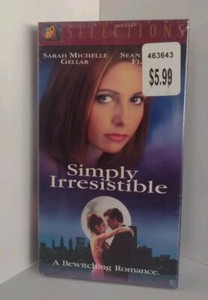 SELECTIONS
SARAH MICHELLE
GELLAR
SEAN
463643
$5.99
Simply
Irresistible
A Bewitching Romance.